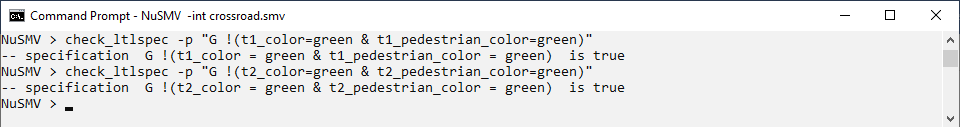 Command Prompt - NuSMV -int crossroad.smv
NuSMV > check_ltlspec -p "G !(t1_color=green & t1_pedestrian_color=green)"
-- specification  G !(t1_color = green & t1_pedestrian_color = green)  is true
NuSMV > check_ltlspec -p "G !(t2_color=green & t2_pedestrian_color=green)"
-- specification  G !(t2_color = green & t2_pedestrian_color = green)  is true
NuSMV >